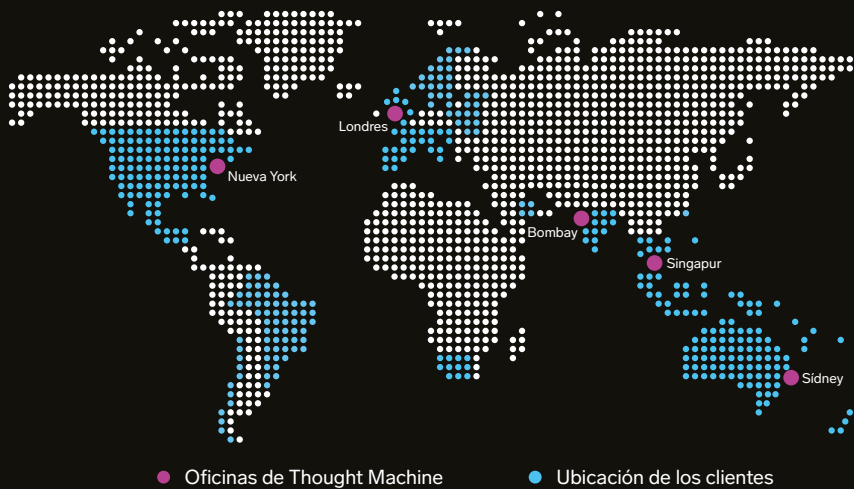 Londres
Nueva York
Bombay
Singapur
Sídney
Oficinas de Thought Machine
Ubicación de los clientes